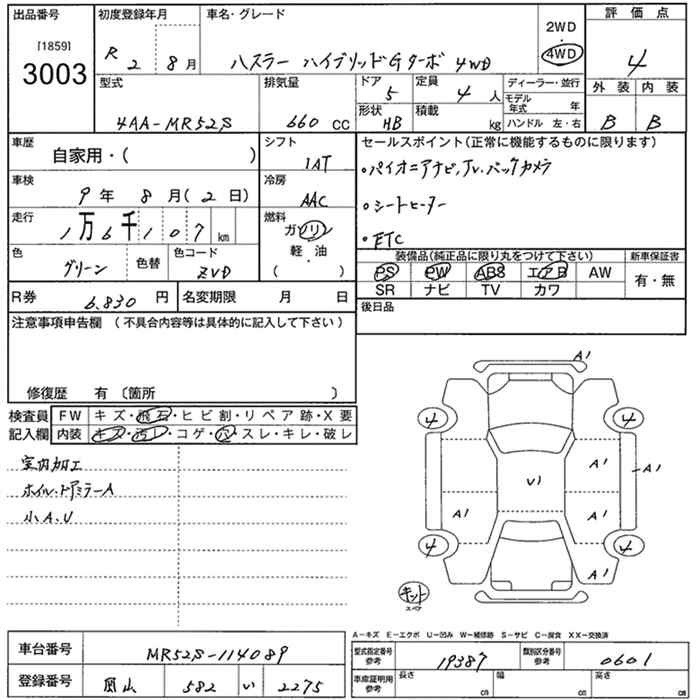 出品番号 初度登録年月 車名・グレード 評価点
[1859] 3003 R 2 8月 ハスラー ハイブリッドGターボ 4WD 2WD・4WD 4
型式 排気量 ドア 5 定員 4人 ディーラー・並行 外装 内装
4AA-MR52S 660 CC 形状 HB 積載 kg モデル年式 年 ハンドル 左・右 B B
車歴 自家用・( ) シフト 1AT セールスポイント(正常に機能するものに限ります)
車検 9年 8月(2日) 冷房 AAC ・パイオニアナビ,TV.バックカメラ
走行 1万6千107km 燃料 ガソリン・軽・油( ) ・シートヒーター
・ETC
色 グリーン 色替 色コード ZVD 装備品(純正品に限り丸をつけて下さい) 新車保証書
PS PW ABS エアB AW 有・無
SR ナビ TV カワ
R券 6,830円 名変期限 月 日 後日品
注意事項申告欄 (不具合内容等は具体的に記入して下さい)
修復歴 有 〔箇所 〕
検査員記入欄 FW キズ・飛石・ヒビ割・リペア跡・X要
内装 キズ・汚レ・コゲ・穴・スレ・キレ・破レ
室内加工
ホイル・ドアミラーA
小A.U
A1
4 4
A1 A1
U1
A1 A1
4 4
A1
キット
スペア
A-キズ E-エクボ U-凹み W-補修跡 S-サビ C-腐食 XX-交換済
車台番号 MR52S-114089 型式指定番号 参考 19387 類別区分番号 参考 0601
登録番号 岡山 582 い 2275 車庫証明用 参考 長さ cm 幅 cm 高さ cm